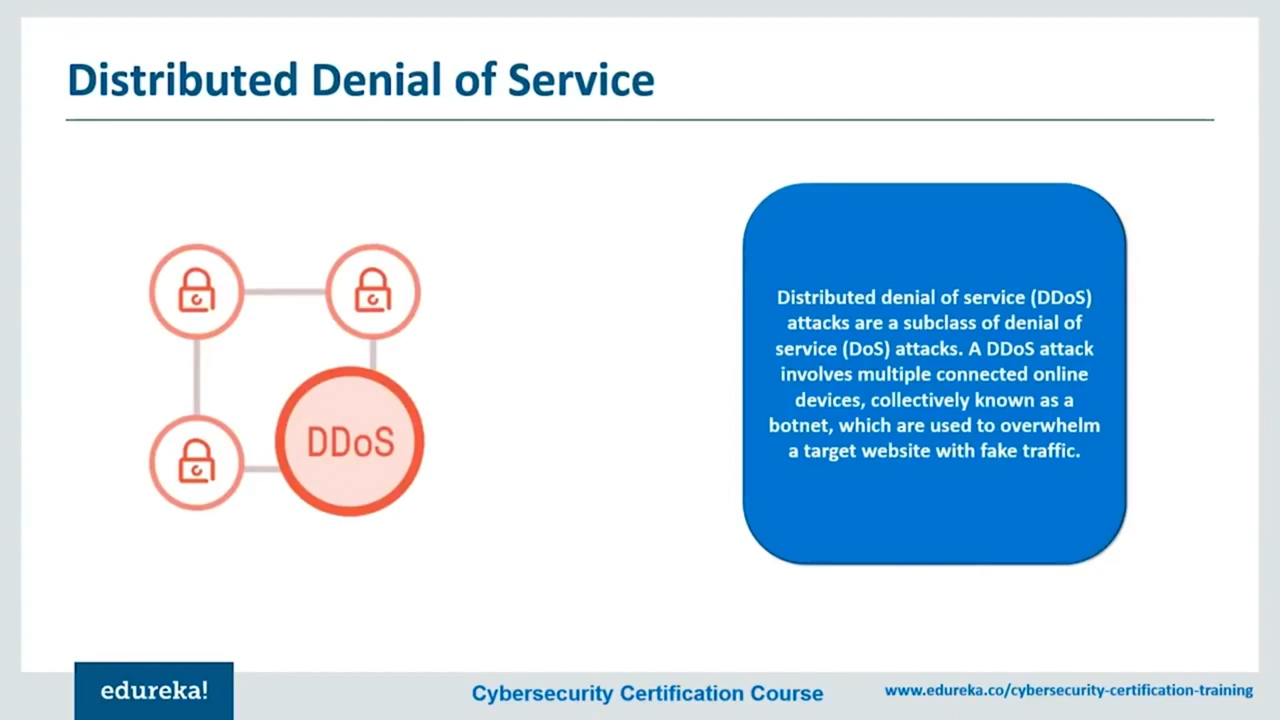 Distributed Denial of Service
DDoS
Distributed denial of service (DDoS)
attacks are a subclass of denial of
service (DoS) attacks. A DDoS attack
involves multiple connected online
devices, collectively known as a
botnet, which are used to overwhelm
a target website with fake traffic.
edureka!
Cybersecurity Certification Course
www.edureka.co/cybersecurity-certification-training